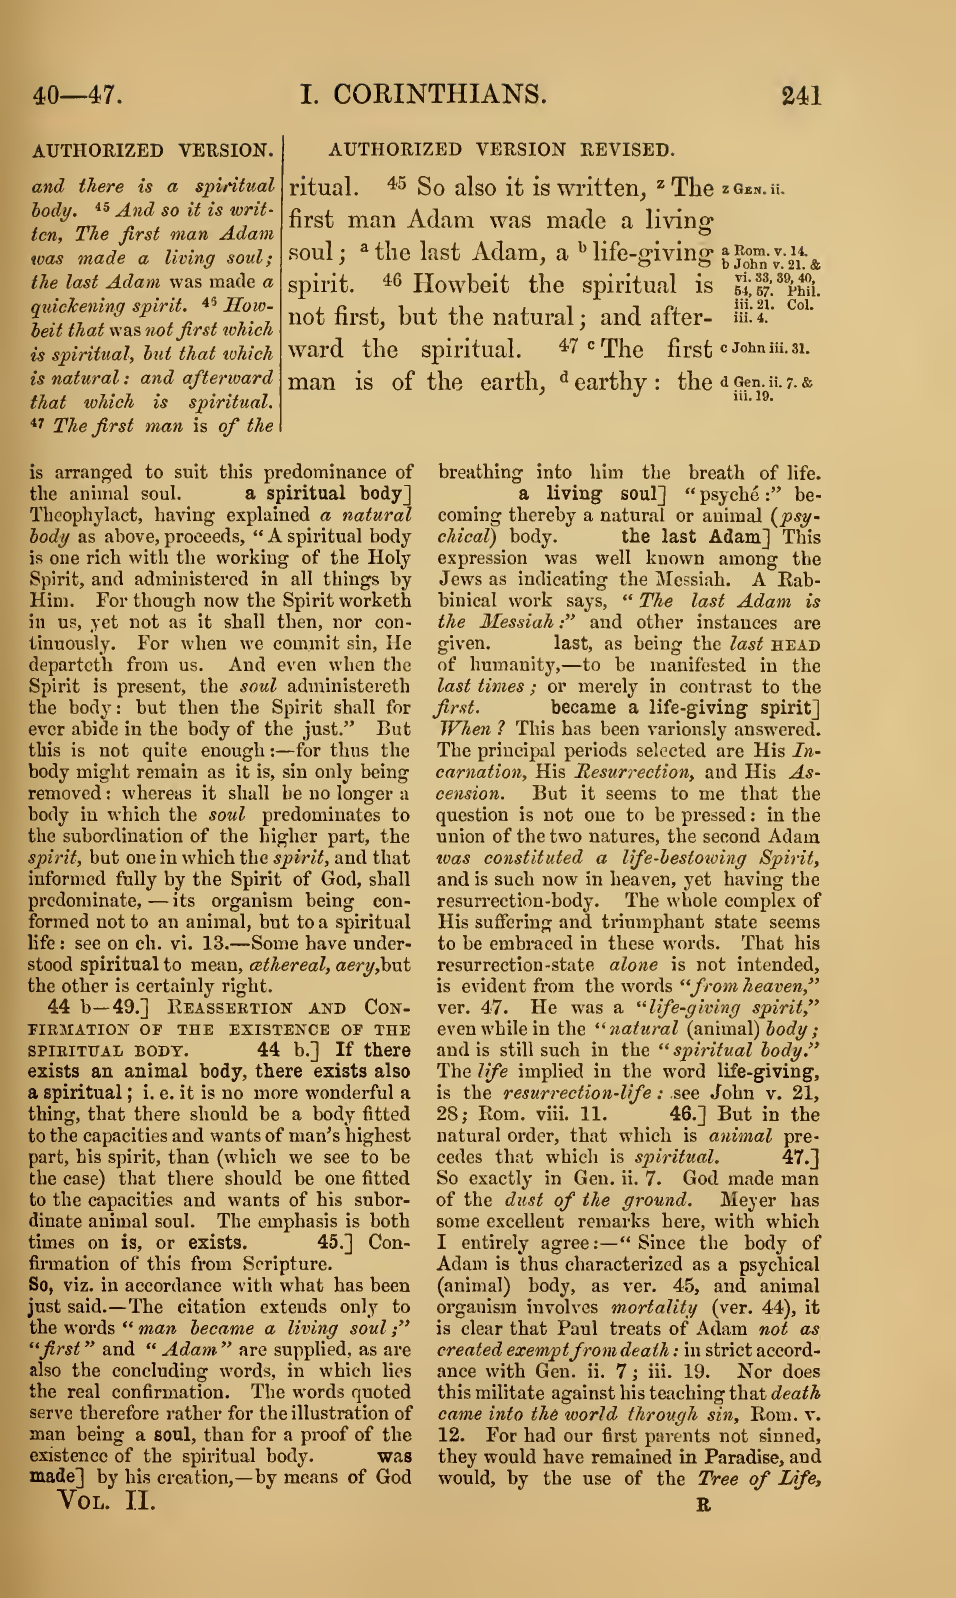 40—47.
I. CORINTHIANS.
241
AUTHORIZED VERSION.
and there is a spiritual
body. 45 And so it is writ-
ten, The first man Adam
was made a living soul;
the last Adam was made a
quickening spirit. 46 How-
beit that was not first which
is spiritual, but that which
is natural: and afterward
that which is spiritual.
47 The first man is of the
AUTHORIZED VERSION REVISED.
ritual. 45 So also it is written, z The
first man Adam was made a living
soul; a the last Adam, a b life-giving
spirit. 46 Howbeit the spiritual is
not first, but the natural; and after-
ward the spiritual. 47 c The first
man is of the earth, d earthy: the
z GEN. ii.
a Rom. v. 14.
b John v. 21. &
vi. 33, 39, 40,
54, 57. Phil.
iii. 21. Col.
iii. 4.
c John iii. 31.
d Gen. ii. 7. &
iii. 19.
is arranged to suit this predominance of
the animal soul. a spiritual body]
Theophylact, having explained a natural
body as above, proceeds, “A spiritual body
is one rich with the working of the Holy
Spirit, and administered in all things by
Him. For though now the Spirit worketh
in us, yet not as it shall then, nor con-
tinuously. For when we commit sin, He
departeth from us. And even when the
Spirit is present, the soul administereth
the body: but then the Spirit shall for
ever abide in the body of the just.” But
this is not quite enough:—for thus the
body might remain as it is, sin only being
removed: whereas it shall be no longer a
body in which the soul predominates to
the subordination of the higher part, the
spirit, but one in which the spirit, and that
informed fully by the Spirit of God, shall
predominate,—its organism being con-
formed not to an animal, but to a spiritual
life: see on ch. vi. 13.—Some have under-
stood spiritual to mean, æthereal, aery, but
the other is certainly right.
44 b—49.] REASSERTION AND CON-
FIRMATION OF THE EXISTENCE OF THE
SPIRITUAL BODY. 44 b.] If there
exists an animal body, there exists also
a spiritual; i. e. it is no more wonderful a
thing, that there should be a body fitted
to the capacities and wants of man's highest
part, his spirit, than (which we see to be
the case) that there should be one fitted
to the capacities and wants of his subor-
dinate animal soul. The emphasis is both
times on is, or exists. 45.] Con-
firmation of this from Scripture.
So, viz. in accordance with what has been
just said.—The citation extends only to
the words “man became a living soul;”
“first” and “Adam” are supplied, as are
also the concluding words, in which lies
the real confirmation. The words quoted
serve therefore rather for the illustration of
man being a soul, than for a proof of the
existence of the spiritual body. was
made] by his creation,—by means of God
VOL. II.
breathing into him the breath of life.
a living soul] “psyché:” be-
coming thereby a natural or animal (psy-
chical) body. the last Adam] This
expression was well known among the
Jews as indicating the Messiah. A Rab-
binical work says, “The last Adam is
the Messiah:” and other instances are
given. last, as being the last HEAD
of humanity,—to be manifested in the
last times; or merely in contrast to the
first. became a life-giving spirit]
When? This has been variously answered.
The principal periods selected are His In-
carnation, His Resurrection, and His As-
cension. But it seems to me that the
question is not one to be pressed: in the
union of the two natures, the second Adam
was constituted a life-bestowing Spirit,
and is such now in heaven, yet having the
resurrection-body. The whole complex of
His suffering and triumphant state seems
to be embraced in these words. That his
resurrection-state alone is not intended,
is evident from the words “from heaven,”
ver. 47. He was a “life-giving spirit,”
even while in the “natural (animal) body;
and is still such in the “spiritual body.”
The life implied in the word life-giving,
is the resurrection-life: see John v. 21,
28; Rom. viii. 11. 46.] But in the
natural order, that which is animal pre-
cedes that which is spiritual. 47.]
So exactly in Gen. ii. 7. God made man
of the dust of the ground. Meyer has
some excellent remarks here, with which
I entirely agree:—“Since the body of
Adam is thus characterized as a psychical
(animal) body, as ver. 45, and animal
organism involves mortality (ver. 44), it
is clear that Paul treats of Adam not as
created exempt from death: in strict accord-
ance with Gen. ii. 7; iii. 19. Nor does
this militate against his teaching that death
came into the world through sin, Rom. v.
12. For had our first parents not sinned,
they would have remained in Paradise, and
would, by the use of the Tree of Life,
R